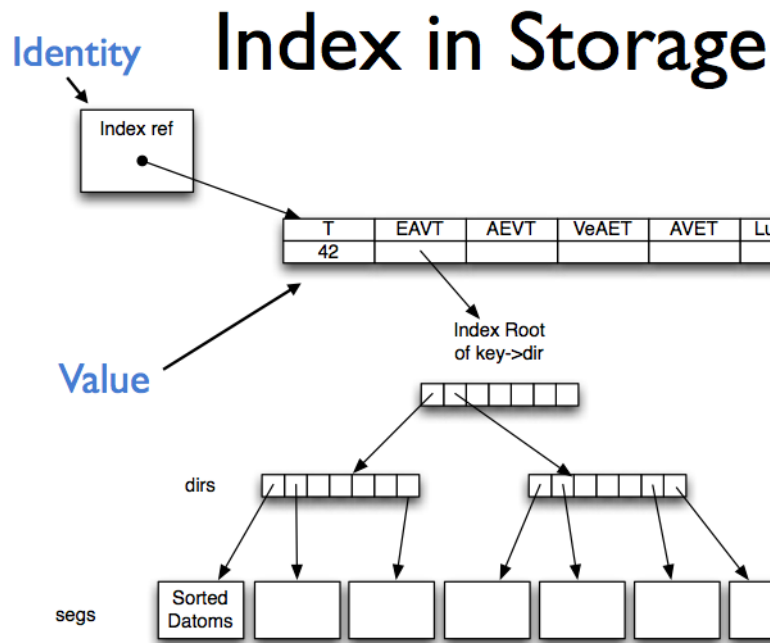 Index in Storage
Identity
Index ref
T EAVT AEVT VeAET AVET Lu
42
Index Root
of key->dir
Value
dirs
segs
Sorted
Datoms